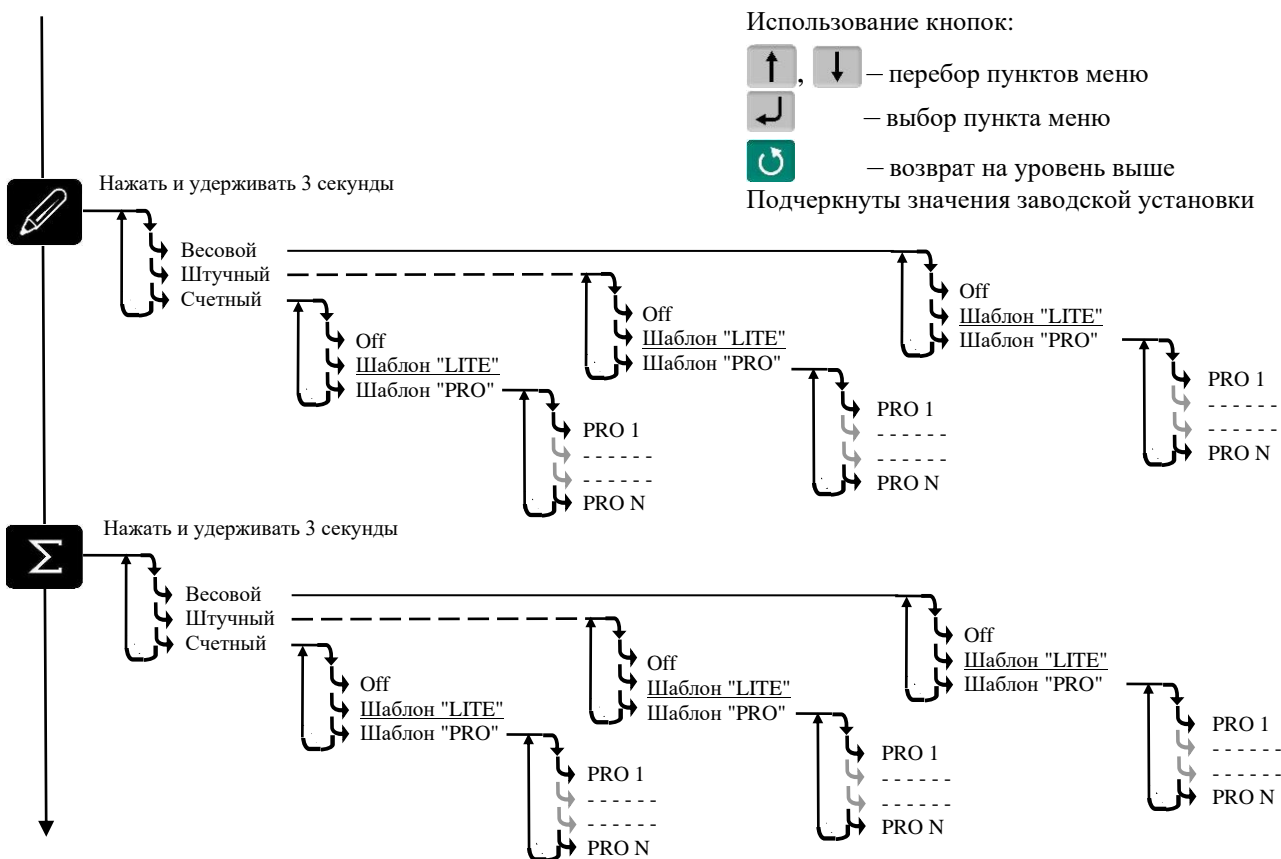 Использование кнопок:
, – перебор пунктов меню
– выбор пункта меню
– возврат на уровень выше
Подчеркнуты значения заводской установки
Нажать и удерживать 3 секунды
Весовой
Штучный
Счетный
Off
Шаблон "LITE"
Шаблон "PRO"
PRO 1
- - - - - -
- - - - - -
PRO N
Off
Шаблон "LITE"
Шаблон "PRO"
PRO 1
- - - - - -
- - - - - -
PRO N
Off
Шаблон "LITE"
Шаблон "PRO"
PRO 1
- - - - - -
- - - - - -
PRO N
Нажать и удерживать 3 секунды
Σ
Весовой
Штучный
Счетный
Off
Шаблон "LITE"
Шаблон "PRO"
PRO 1
- - - - - -
- - - - - -
PRO N
Off
Шаблон "LITE"
Шаблон "PRO"
PRO 1
- - - - - -
- - - - - -
PRO N
Off
Шаблон "LITE"
Шаблон "PRO"
PRO 1
- - - - - -
- - - - - -
PRO N